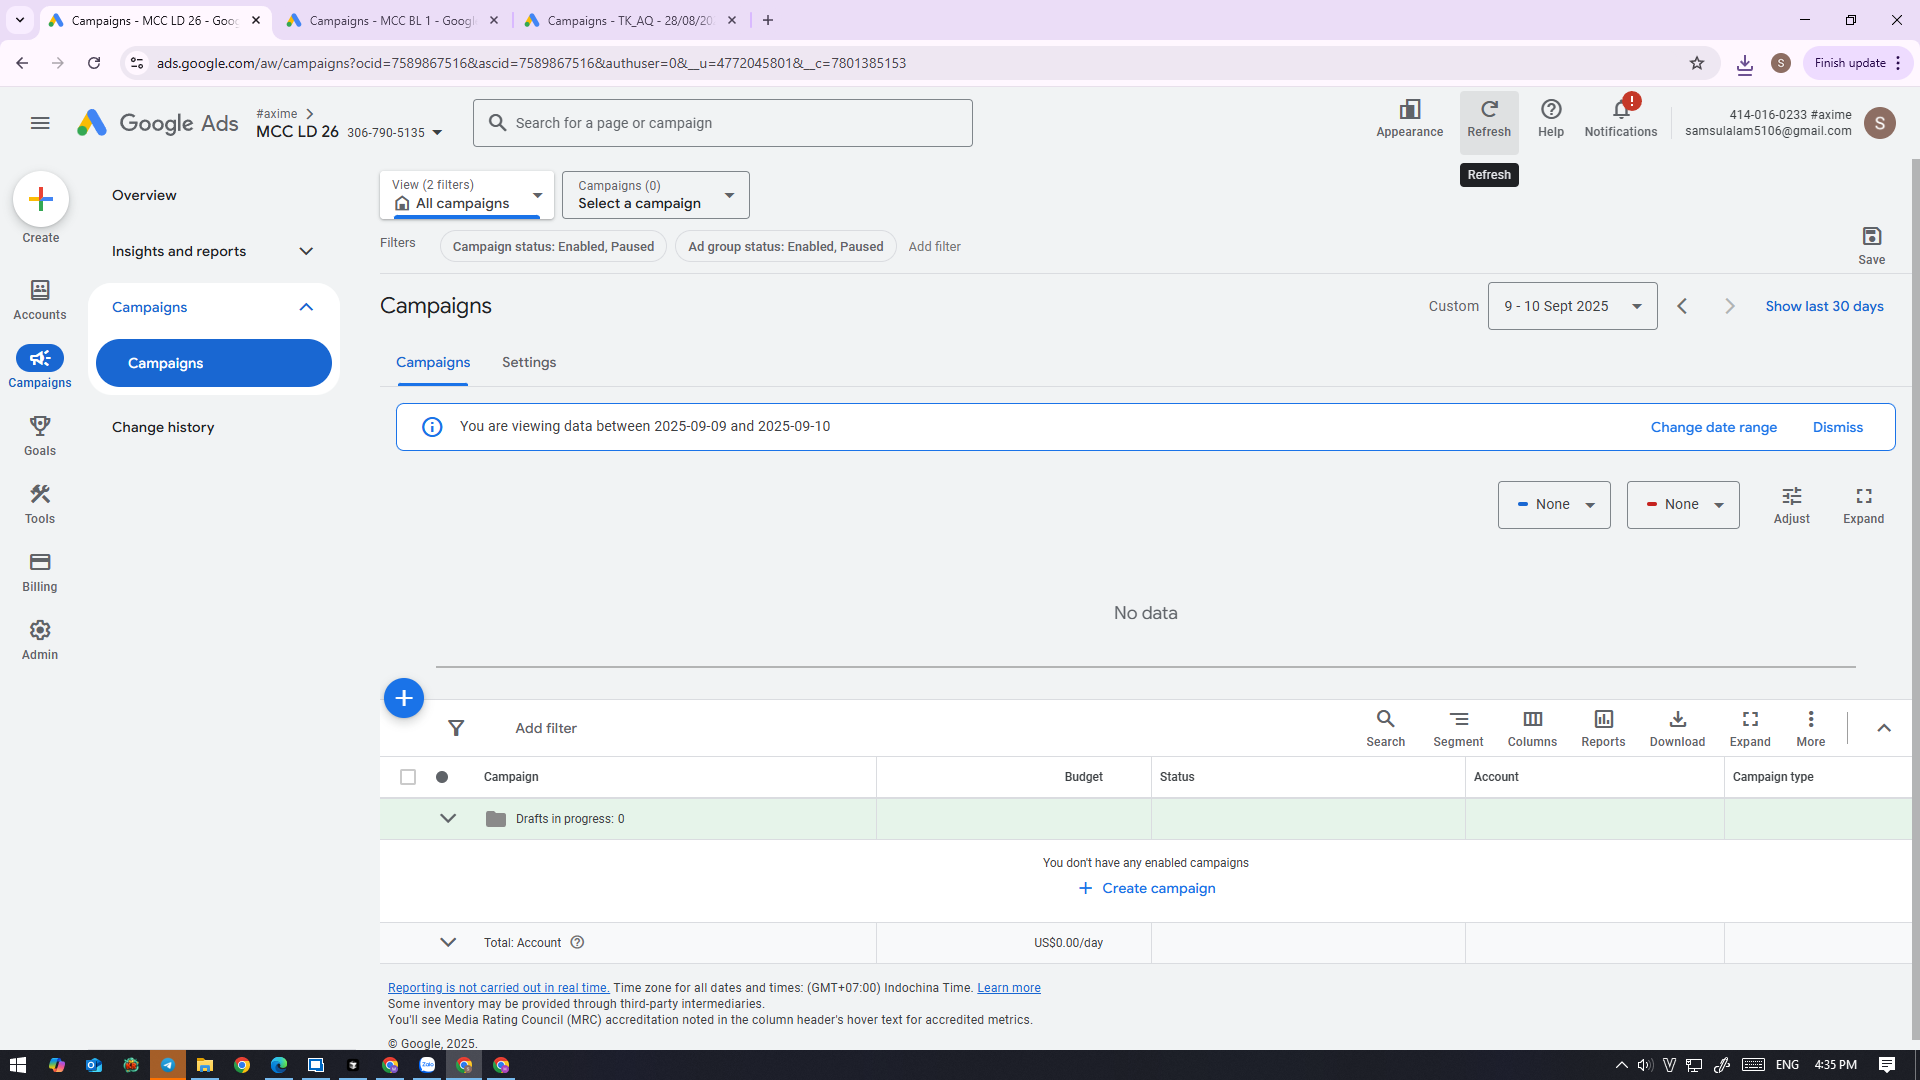 Campaigns - MCC LD 26 - Goog
Campaigns - MCC BL 1 - Googl
Campaigns - TK_AQ - 28/08/20
ads.google.com/aw/campaigns?ocid=7589867516&ascid=7589867516&authuser=0&__u=4772045801&__c=7801385153
S
Finish update
Google Ads
#axime
MCC LD 26 306-790-5135
Search for a page or campaign
Appearance
Refresh
Help
!
Notifications
414-016-0233 #axime
samsulalam5106@gmail.com
S
Refresh
Create
Accounts
Campaigns
Goals
Tools
Billing
Admin
Overview
Insights and reports
Campaigns
Campaigns
Change history
View (2 filters)
All campaigns
Campaigns (0)
Select a campaign
Filters
Campaign status: Enabled, Paused
Ad group status: Enabled, Paused
Add filter
Save
Campaigns
Custom
9 - 10 Sept 2025
Show last 30 days
Campaigns
Settings
You are viewing data between 2025-09-09 and 2025-09-10
Change date range
Dismiss
None
None
Adjust
Expand
No data
Add filter
Search
Segment
Columns
Reports
Download
Expand
More
Campaign
Budget
Status
Account
Campaign type
Drafts in progress: 0
You don't have any enabled campaigns
Create campaign
Total: Account
US$0.00/day
Reporting is not carried out in real time. Time zone for all dates and times: (GMT+07:00) Indochina Time. Learn more
Some inventory may be provided through third-party intermediaries.
You'll see Media Rating Council (MRC) accreditation noted in the column header's hover text for accredited metrics.
© Google, 2025.
Zalo
ENG
4:35 PM